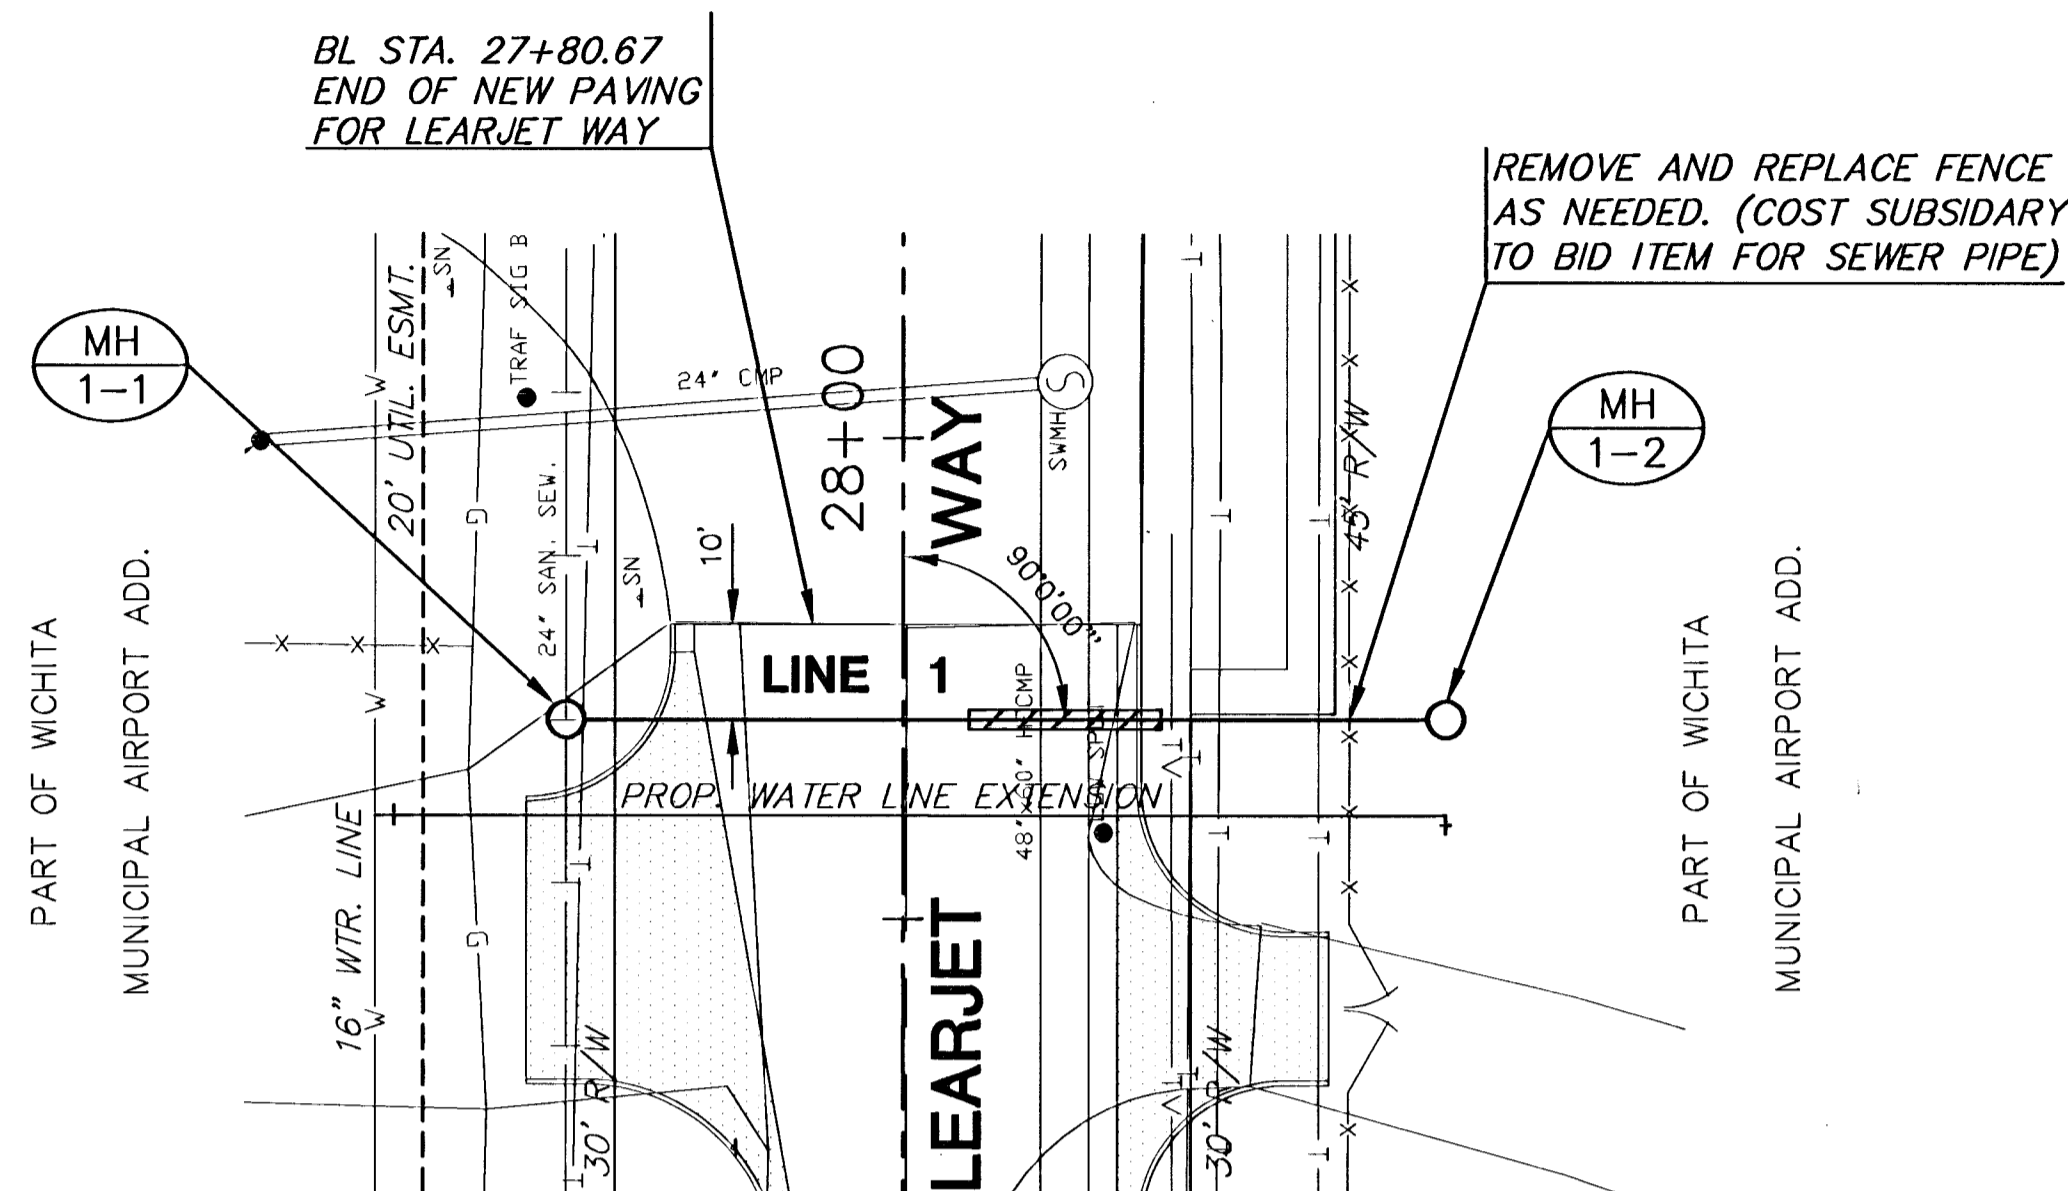 BL STA. 27+80.67
END OF NEW PAVING
FOR LEARJET WAY
REMOVE AND REPLACE FENCE
AS NEEDED. (COST SUBSIDARY
TO BID ITEM FOR SEWER PIPE)
MH
1-1
MH
1-2
20' UTIL. ESMT.
SN
TRAF SIG B
24" CMP
28+00
SWMH
WAY
45' R/W
24" SAN. SEW.
SN
10'
90°0'00"
LINE 1
PROP. WATER LINE EXTENSION
16" WTR. LINE
LEARJET
30' R/W
30' R/W
PART OF WICHITA
MUNICIPAL AIRPORT ADD.
PART OF WICHITA
MUNICIPAL AIRPORT ADD.
W
W
W
G
G